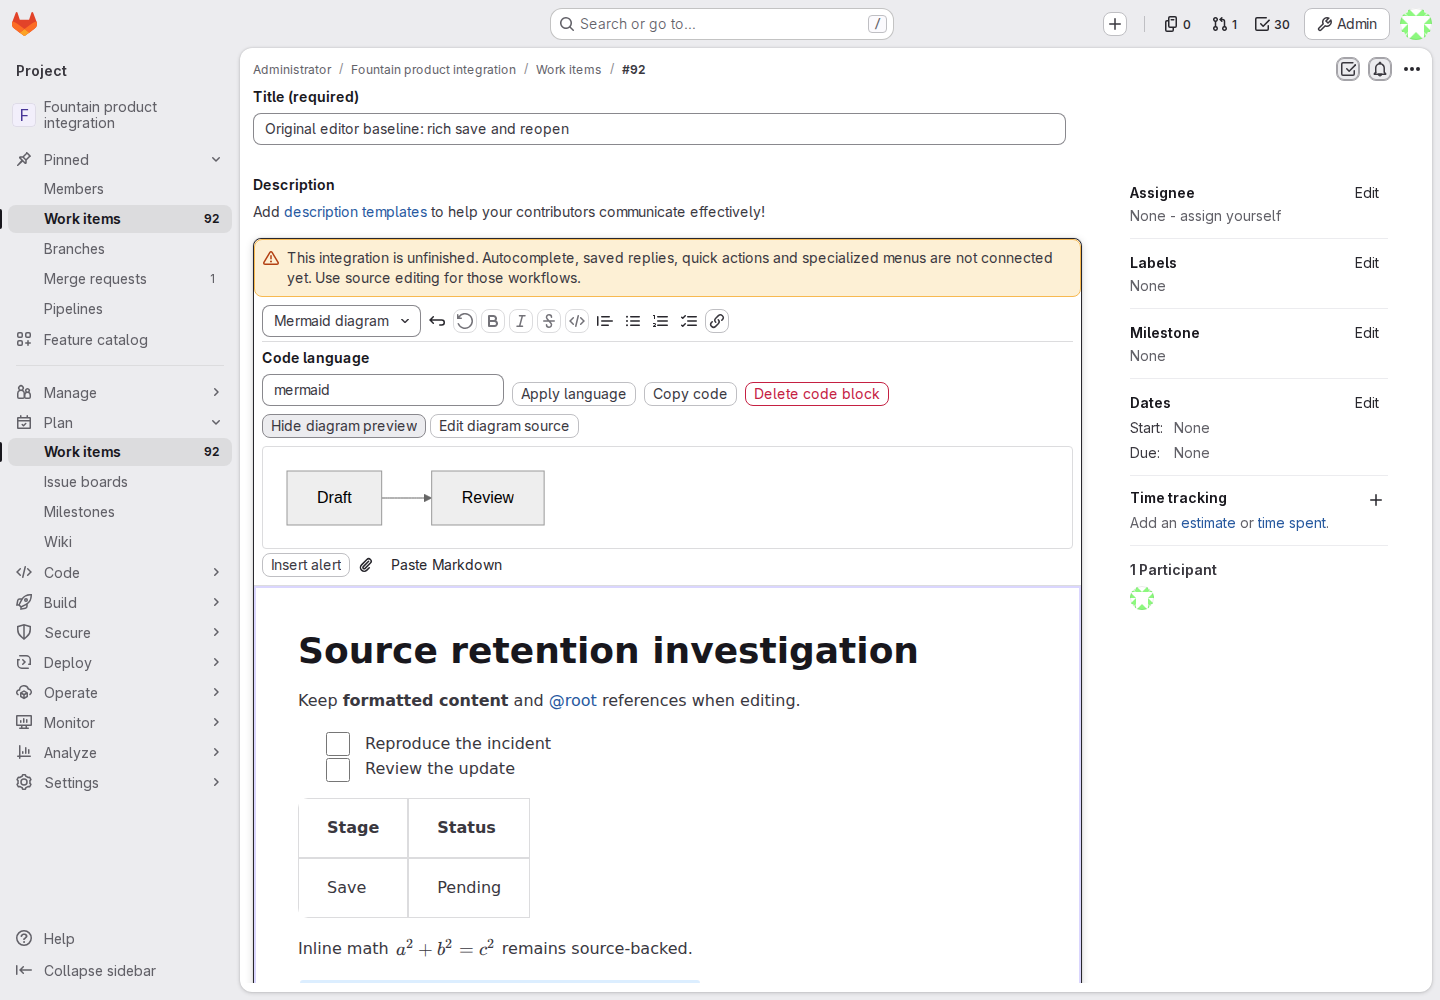 Search or go to...
/
0
1
30
Admin
Project
F
Fountain product
integration
Pinned
Members
Work items
92
Branches
Merge requests
1
Pipelines
Feature catalog
Manage
Plan
Work items
92
Issue boards
Milestones
Wiki
Code
Build
Secure
Deploy
Operate
Monitor
Analyze
Settings
Help
Collapse sidebar
Administrator / Fountain product integration / Work items / #92
Title (required)
Original editor baseline: rich save and reopen
Description
Add description templates to help your contributors communicate effectively!
This integration is unfinished. Autocomplete, saved replies, quick actions and specialized menus are not connected
yet. Use source editing for those workflows.
Mermaid diagram
B
I
S
Code language
mermaid
Apply language
Copy code
Delete code block
Hide diagram preview
Edit diagram source
Draft
Review
Insert alert
Paste Markdown
Source retention investigation
Keep formatted content and @root references when editing.
Reproduce the incident
Review the update
Stage
Status
Save
Pending
Inline math a² + b² = c² remains source-backed.
Assignee
Edit
None - assign yourself
Labels
Edit
None
Milestone
Edit
None
Dates
Edit
Start: None
Due: None
Time tracking
Add an estimate or time spent.
1 Participant